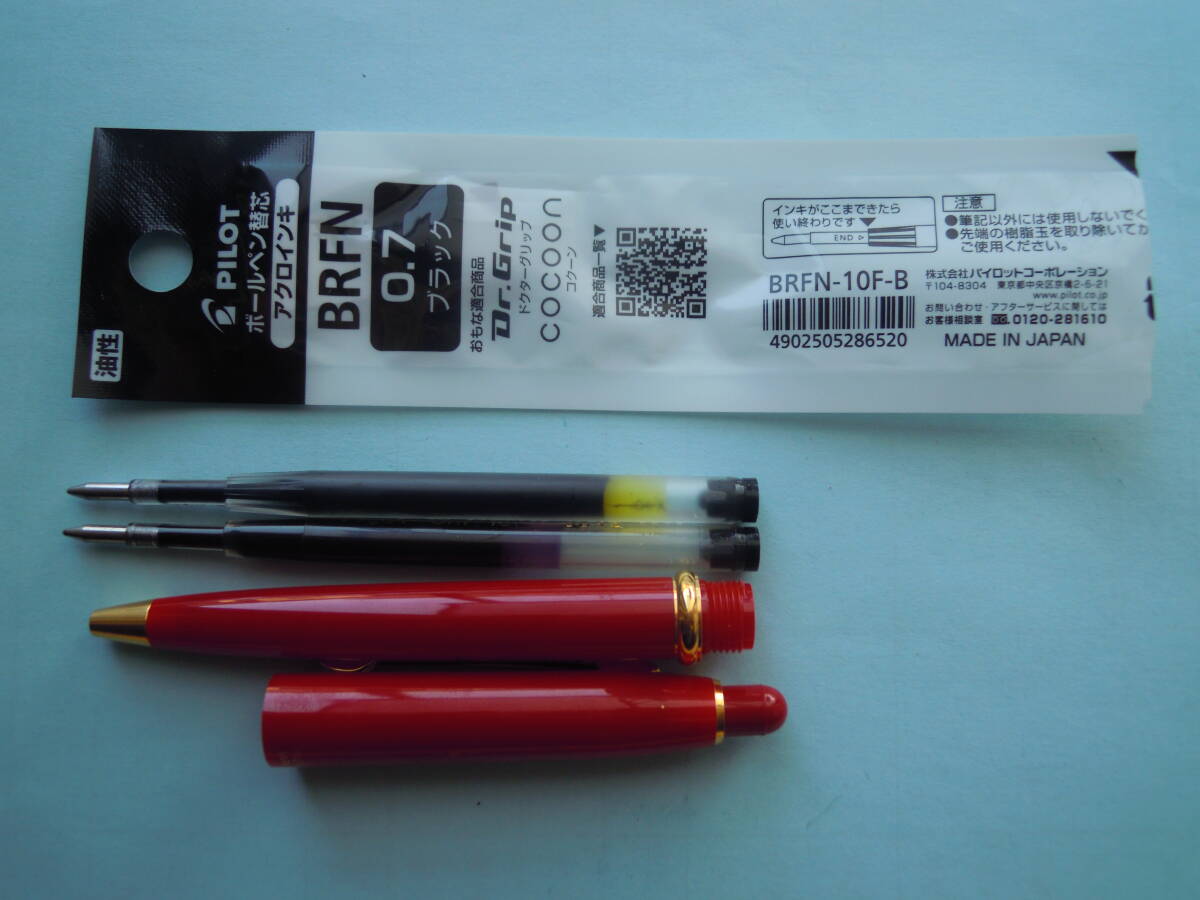 油性
PILOT
ボールペン替芯
アクロインキ
BRFN
0.7
ブラック
おもな適合商品
Dr.Grip
ドクターグリップ
cocoon
コクーン
適合商品一覧▼
インキがここまできたら
使い終わりです
END
注意
●筆記以外には使用しないでく
●先端の樹脂玉を取り除いてか
ご使用ください。
BRFN-10F-B
4902505286520
株式会社パイロットコーポレーション
〒104-8304 東京都中央区京橋2-6-21
www.pilot.co.jp
お問い合わせ・アフターサービスに関しては
お客様相談室 0120-281610
MADE IN JAPAN